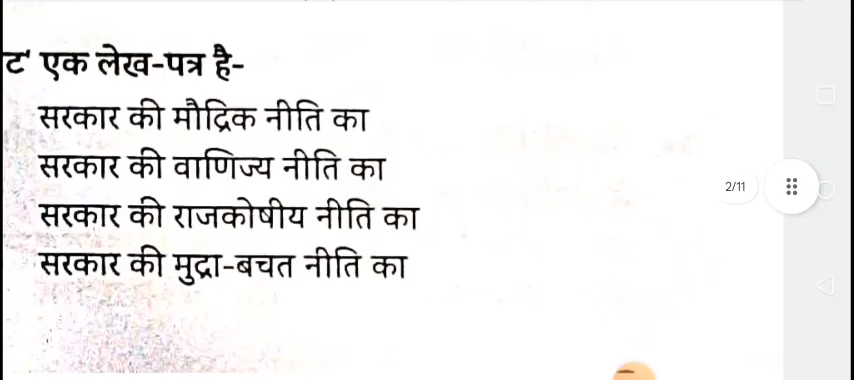 ट' एक लेख-पत्र है-
सरकार की मौद्रिक नीति का
सरकार की वाणिज्य नीति का
सरकार की राजकोषीय नीति का
सरकार की मुद्रा-बचत नीति का
2/11